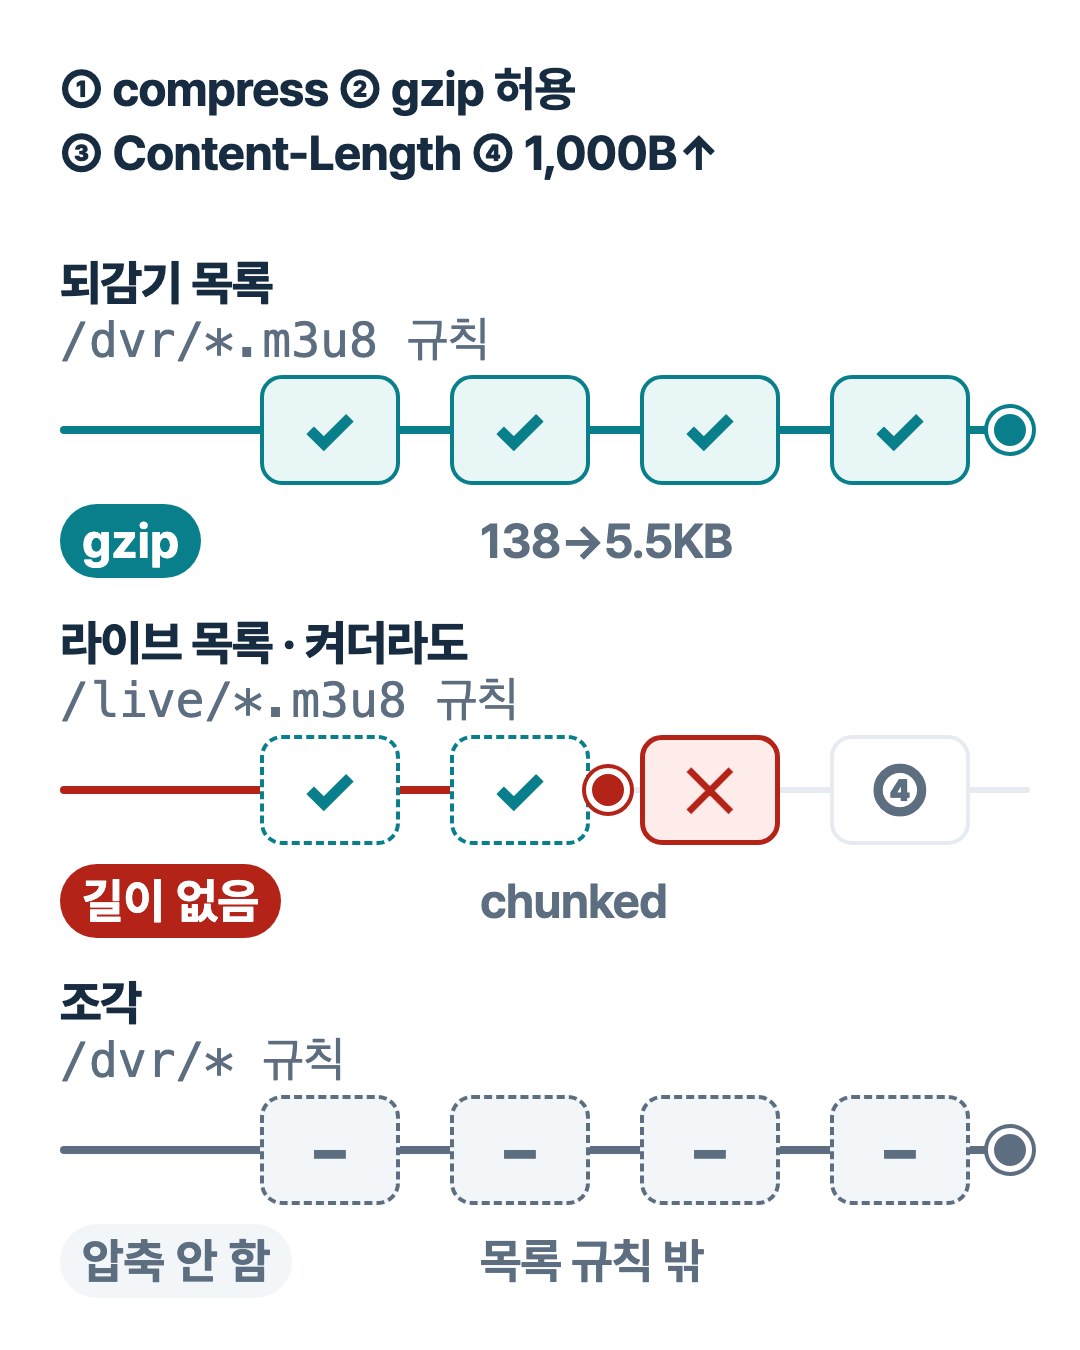 ① compress ② gzip 허용
③ Content-Length ④ 1,000B↑
되감기 목록
/dvr/*.m3u8 규칙
gzip
138→5.5KB
라이브 목록 · 켜더라도
/live/*.m3u8 규칙
④
길이 없음
chunked
조각
/dvr/* 규칙
압축 안 함
목록 규칙 밖